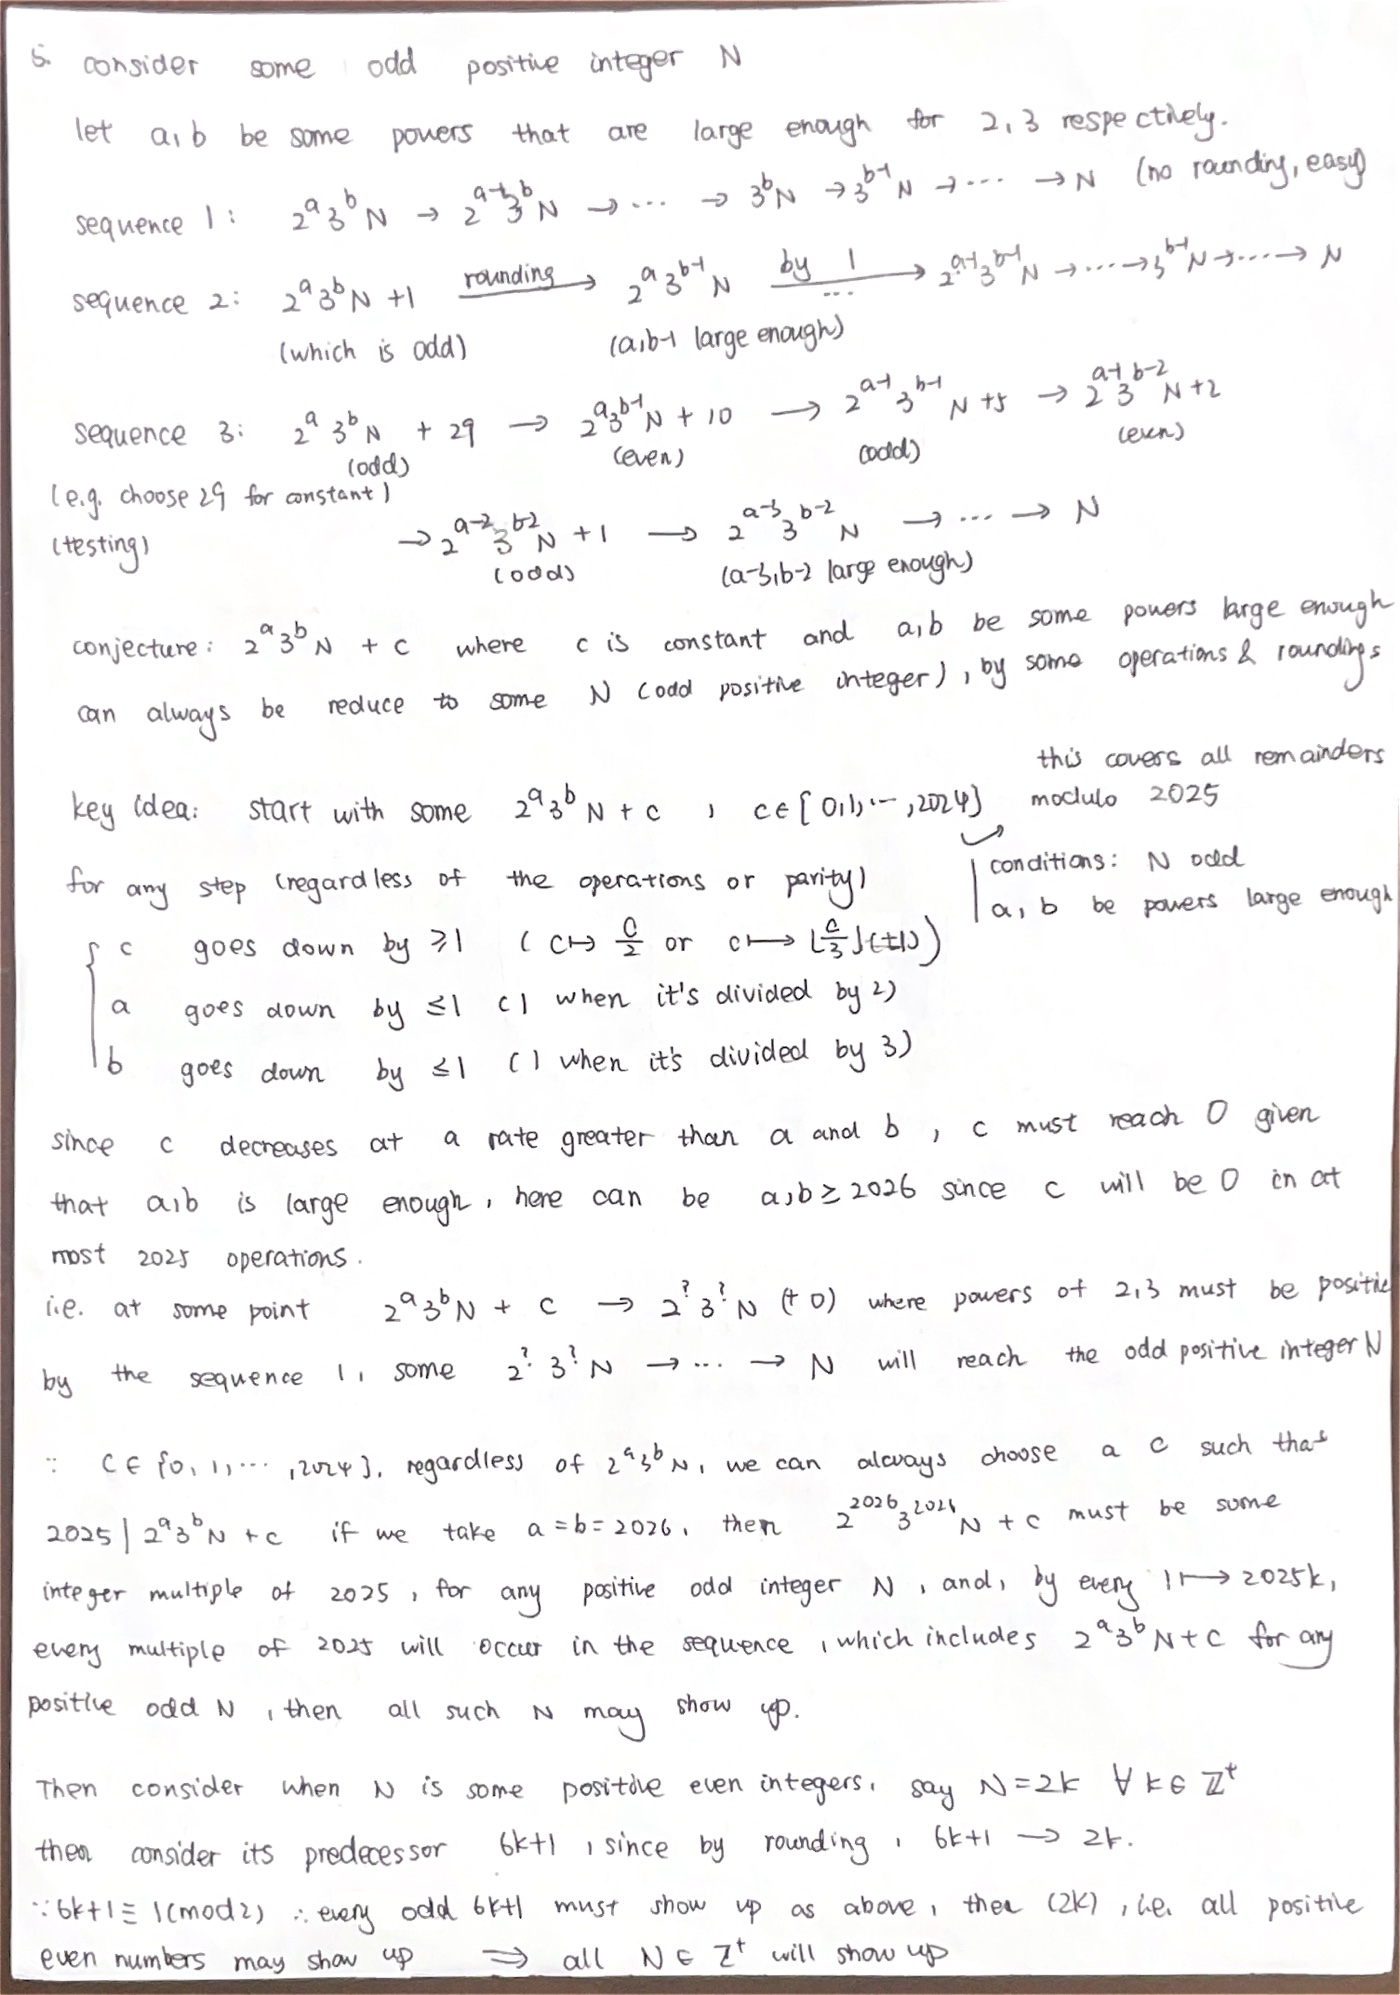 5. consider some odd positive integer N
let a,b be some powers that are large enough for 2,3 respectively.
sequence 1: 2^a 3^b N → 2^{a-1} 3^b N → ··· → 3^b N → 3^{b-1} N → ··· → N (no rounding, easy)
sequence 2: 2^a 3^b N +1 —rounding→ 2^a 3^{b-1} N —by 1 ...→ 2^{a-1} 3^{b-1} N → ··· → 3^{b-1} N → ···· → N
(which is odd) (a,b-1 large enough)
sequence 3: 2^a 3^b N + 29 → 2^a 3^{b-1} N + 10 → 2^{a-1} 3^{b-1} N +5 → 2^{a-1} 3^{b-2} N +2
(odd) (even) (odd) (even)
(e.g. choose 29 for constant)
(testing) → 2^{a-2} 3^{b-2} N +1 → 2^{a-3} 3^{b-2} N → ··· → N
(odd) (a-3,b-2 large enough)
conjecture: 2^a 3^b N + c where c is constant and a,b be some powers large enough
can always be reduce to some N (odd positive integer), by some operations & roundings
this covers all remainders
key idea: start with some 2^a 3^b N + c , c ∈ {0,1,···,2024} modulo 2025
conditions: N odd
for any step (regardless of the operations or parity) a, b be powers large enough
{ c goes down by ≥1 ( c ↦ c/2 or c ↦ ⌊c/3⌋(+1))
a goes down by ≤1 (1 when it's divided by 2)
b goes down by ≤1 (1 when it's divided by 3)
since c decreases at a rate greater than a and b , c must reach 0 given
that a,b is large enough, here can be a,b ≥ 2026 since c will be 0 in at
most 2025 operations.
i.e. at some point 2^a 3^b N + c → 2^? 3^? N (+0) where powers of 2,3 must be positive
by the sequence 1, some 2^? 3^? N → ··· → N will reach the odd positive integer N
∵ c ∈ {0,1,···,2024}, regardless of 2^a 3^b N, we can always choose a c such that
2025 | 2^a 3^b N + c if we take a = b = 2026, then 2^{2026} 3^{2026} N + c must be some
integer multiple of 2025, for any positive odd integer N , and, by every 1 ↦ 2025k,
every multiple of 2025 will occur in the sequence , which includes 2^a 3^b N + c for any
positive odd N , then all such N may show up.
Then consider when N is some positive even integers, say N = 2k ∀ k ∈ ℤ⁺
then consider its predecessor 6k+1 , since by rounding , 6k+1 → 2k.
∵ 6k+1 ≡ 1 (mod 2) ∴ every odd 6k+1 must show up as above, then (2k) , i.e. all positive
even numbers may show up ⟹ all N ∈ ℤ⁺ will show up